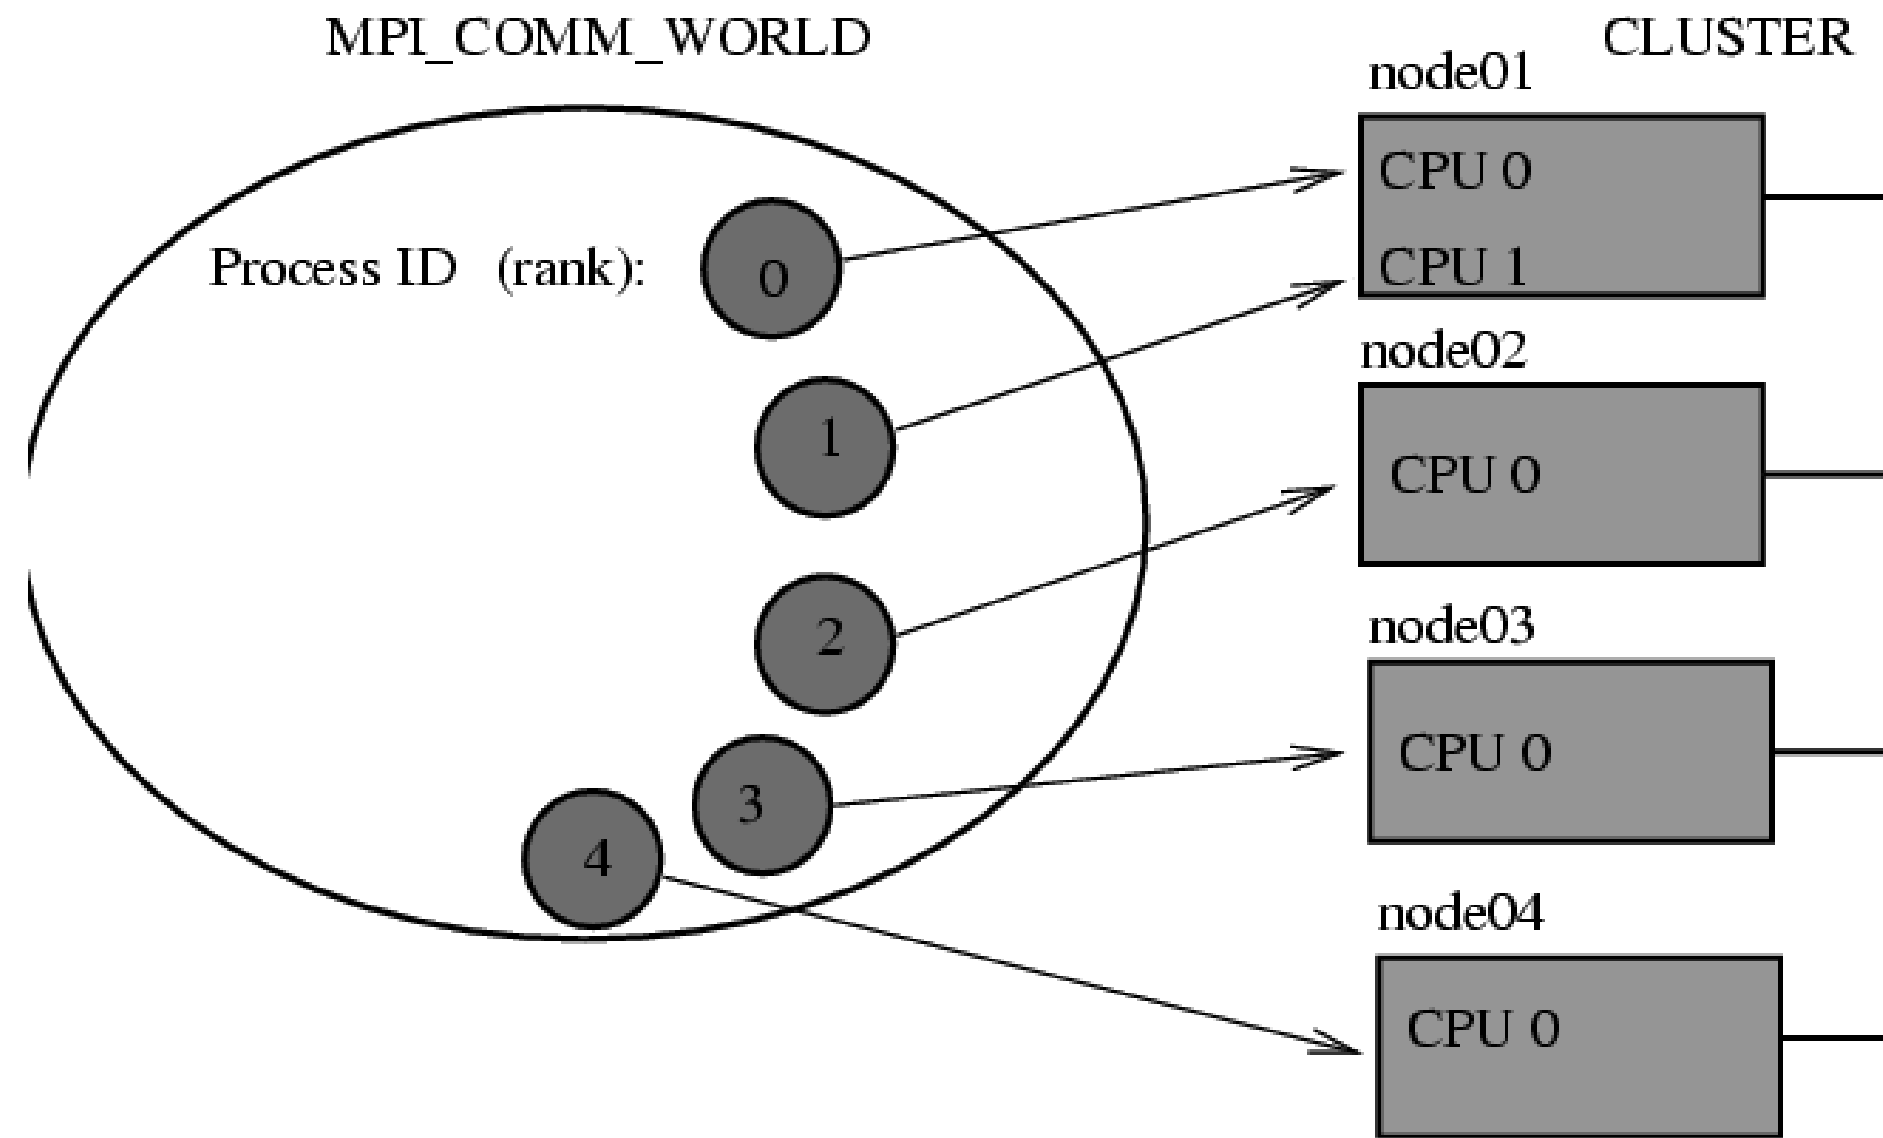 MPI_COMM_WORLD
CLUSTER
node01
CPU 0
CPU 1
Process ID (rank):
0
1
2
3
4
node02
CPU 0
node03
CPU 0
node04
CPU 0